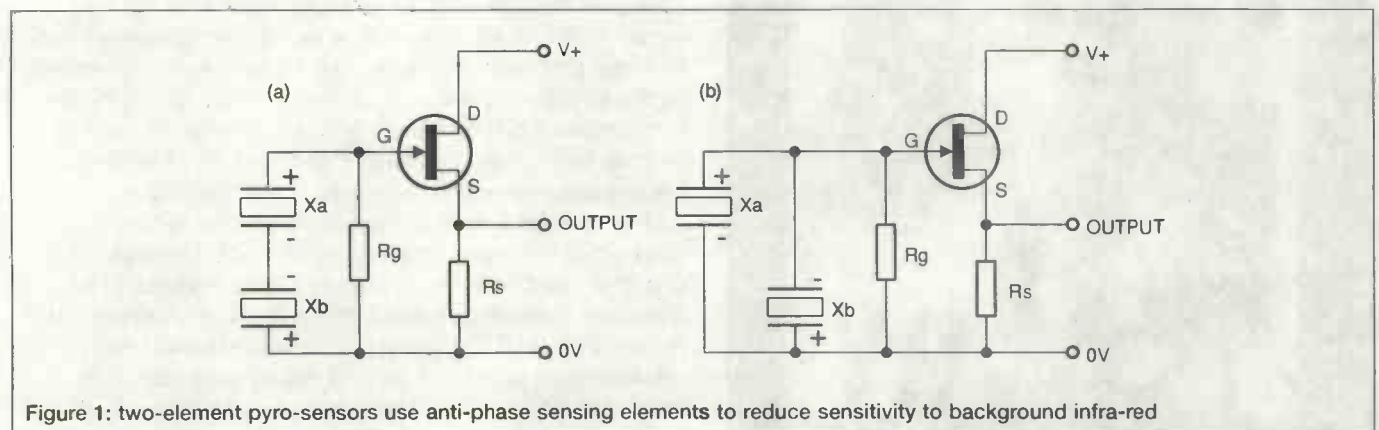 (a)
V+
D
G
S
+
Xa
-
Rg
OUTPUT
-
Xb
+
Rs
0V
(b)
V+
D
G
S
+
Xa
-
Rg
OUTPUT
-
Xb
+
Rs
0V
Figure 1: two-element pyro-sensors use anti-phase sensing elements to reduce sensitivity to background infra-red